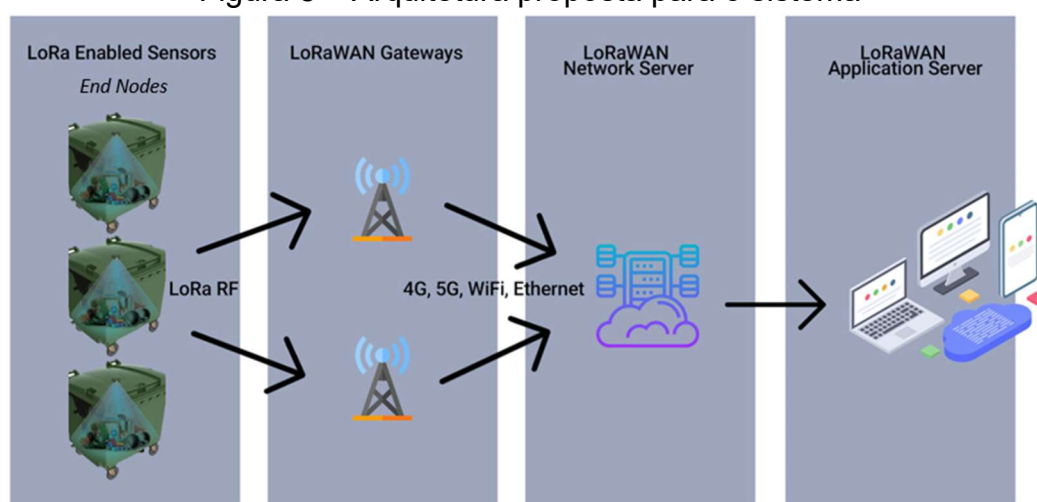 Arquitetura proposta para o sistema
LoRa Enabled Sensors
End Nodes
LoRa RF
LoRaWAN Gateways
4G, 5G, WiFi, Ethernet
LoRaWAN
Network Server
LoRaWAN
Application Server